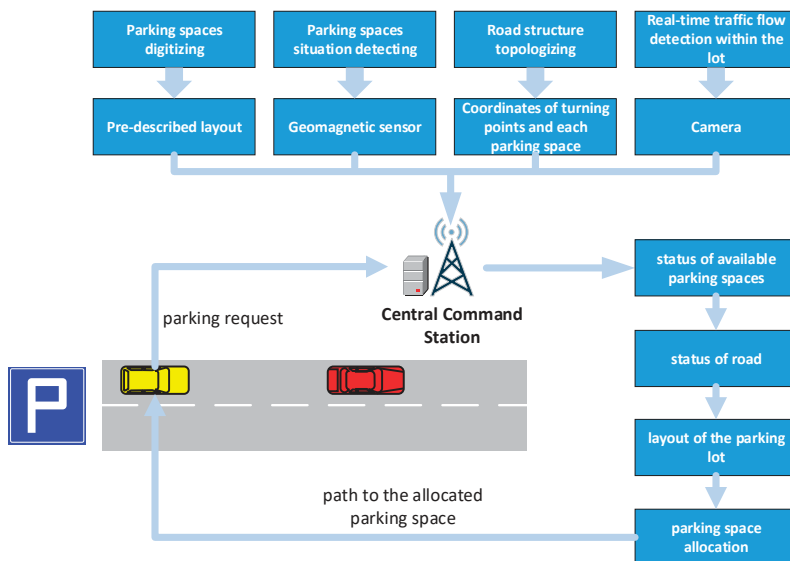 Parking spaces
digitizing
Parking spaces
situation detecting
Road structure
topologizing
Real-time traffic flow
detection within the
lot
Pre-described layout
Geomagnetic sensor
Coordinates of turning
points and each
parking space
Camera
parking request
Central Command
Station
status of available
parking spaces
status of road
layout of the parking
lot
parking space
allocation
path to the allocated
parking space
P